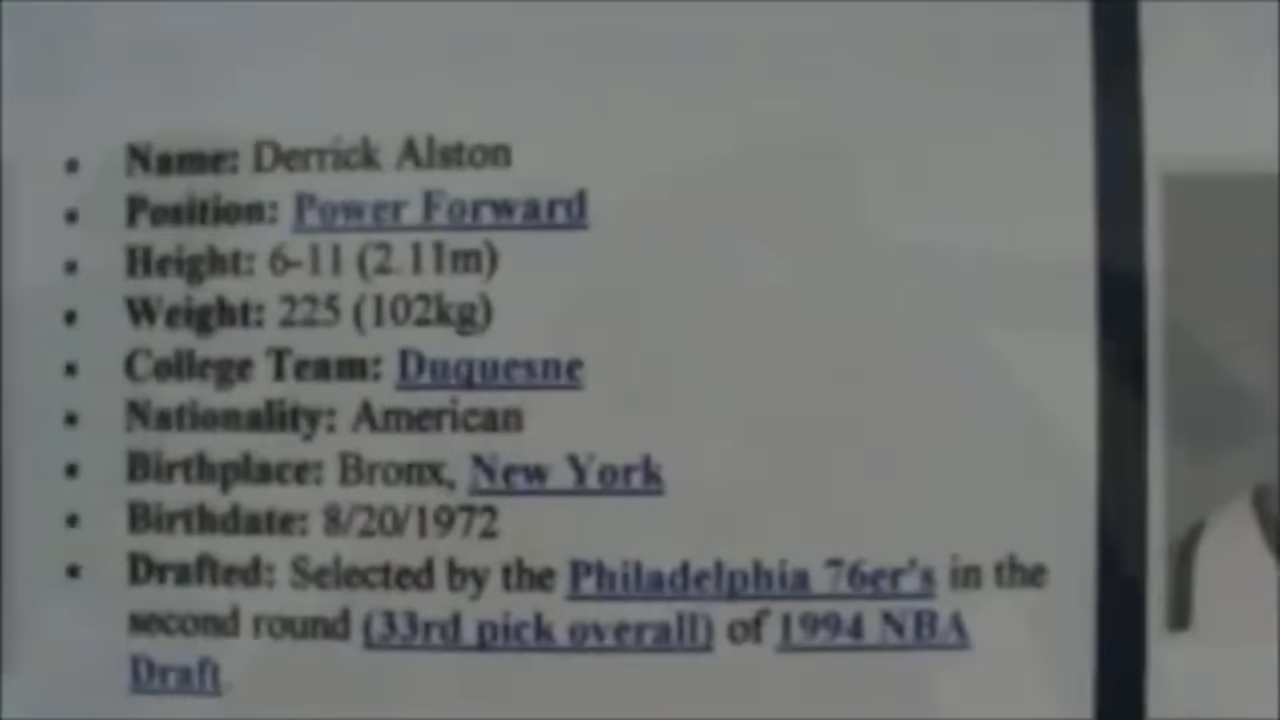 Name: Derrick Alston
Position: Power Forward
Height: 6-11 (2.11m)
Weight: 225 (102kg)
College Team: Duquesne
Nationality: American
Birthplace: Bronx, New York
Birthdate: 8/20/1972
Drafted: Selected by the Philadelphia 76er's in the
second round (33rd pick overall) of 1994 NBA
Draft